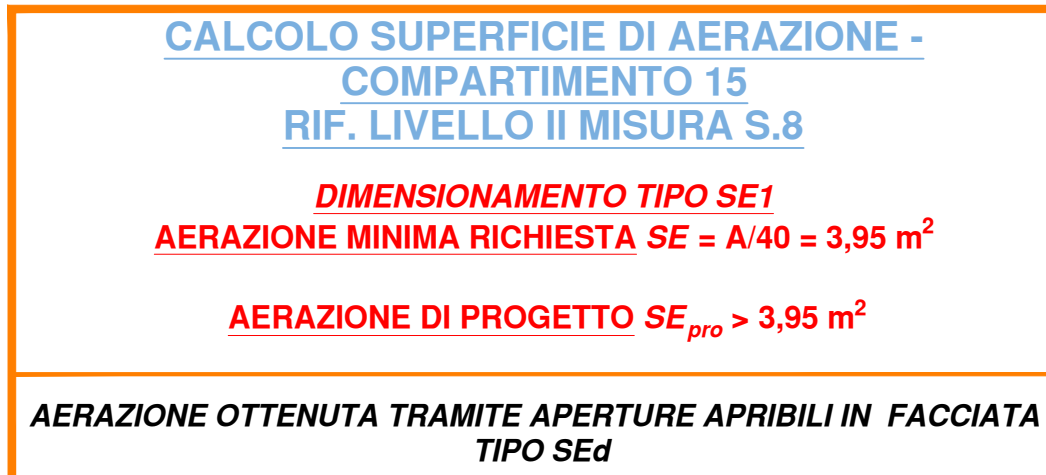 CALCOLO SUPERFICIE DI AERAZIONE -
COMPARTIMENTO 15
RIF. LIVELLO II MISURA S.8
DIMENSIONAMENTO TIPO SE1
AERAZIONE MINIMA RICHIESTA SE = A/40 = 3,95 m²
AERAZIONE DI PROGETTO SE_pro > 3,95 m²
AERAZIONE OTTENUTA TRAMITE APERTURE APRIBILI IN FACCIATA
TIPO SEd